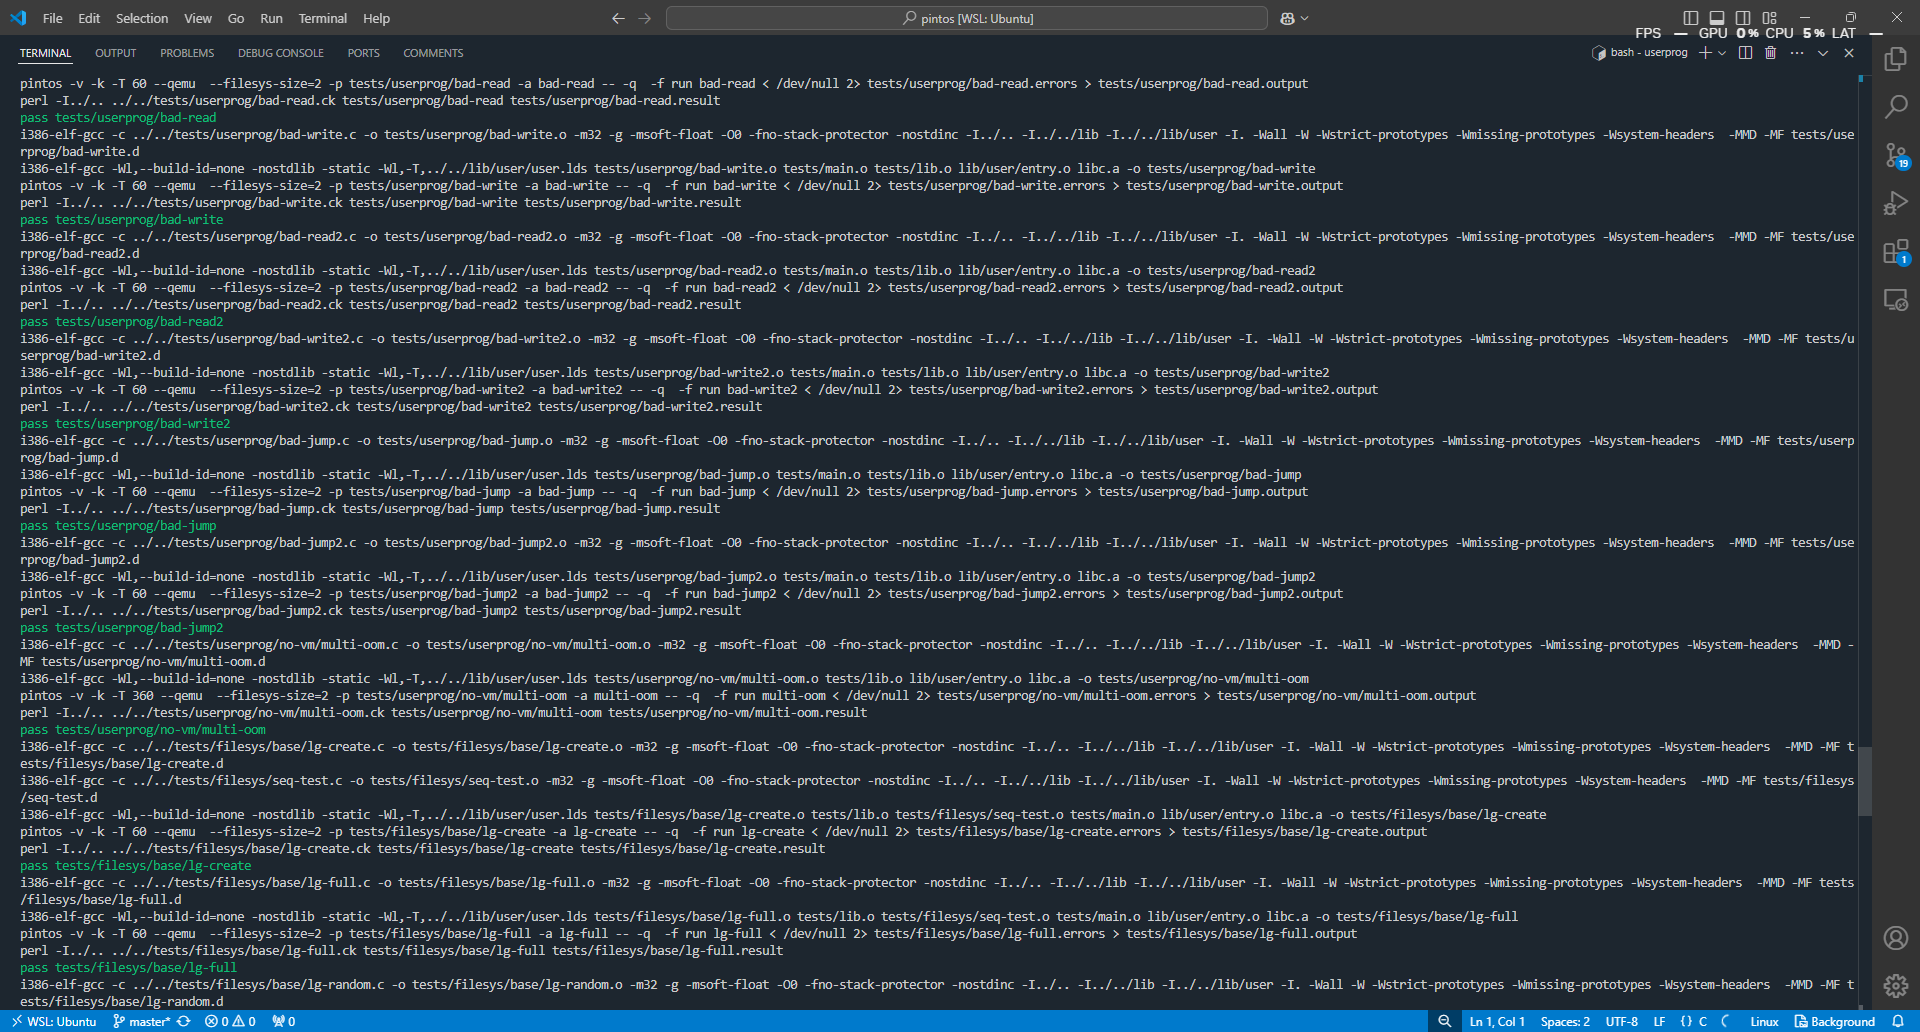 File Edit Selection View Go Run Terminal Help
pintos [WSL: Ubuntu]
FPS — GPU 0% CPU 5% LAT —
TERMINAL OUTPUT PROBLEMS DEBUG CONSOLE PORTS COMMENTS
bash - userprog
pintos -v -k -T 60 --qemu  --filesys-size=2 -p tests/userprog/bad-read -a bad-read -- -q  -f run bad-read < /dev/null 2> tests/userprog/bad-read.errors > tests/userprog/bad-read.output
perl -I../.. ../../tests/userprog/bad-read.ck tests/userprog/bad-read tests/userprog/bad-read.result
pass tests/userprog/bad-read
i386-elf-gcc -c ../../tests/userprog/bad-write.c -o tests/userprog/bad-write.o -m32 -g -msoft-float -O0 -fno-stack-protector -nostdinc -I../.. -I../../lib -I../../lib/user -I. -Wall -W -Wstrict-prototypes -Wmissing-prototypes -Wsystem-headers  -MMD -MF tests/use
rprog/bad-write.d
i386-elf-gcc -Wl,--build-id=none -nostdlib -static -Wl,-T,../../lib/user/user.lds tests/userprog/bad-write.o tests/main.o tests/lib.o lib/user/entry.o libc.a -o tests/userprog/bad-write
pintos -v -k -T 60 --qemu  --filesys-size=2 -p tests/userprog/bad-write -a bad-write -- -q  -f run bad-write < /dev/null 2> tests/userprog/bad-write.errors > tests/userprog/bad-write.output
perl -I../.. ../../tests/userprog/bad-write.ck tests/userprog/bad-write tests/userprog/bad-write.result
pass tests/userprog/bad-write
i386-elf-gcc -c ../../tests/userprog/bad-read2.c -o tests/userprog/bad-read2.o -m32 -g -msoft-float -O0 -fno-stack-protector -nostdinc -I../.. -I../../lib -I../../lib/user -I. -Wall -W -Wstrict-prototypes -Wmissing-prototypes -Wsystem-headers  -MMD -MF tests/use
rprog/bad-read2.d
i386-elf-gcc -Wl,--build-id=none -nostdlib -static -Wl,-T,../../lib/user/user.lds tests/userprog/bad-read2.o tests/main.o tests/lib.o lib/user/entry.o libc.a -o tests/userprog/bad-read2
pintos -v -k -T 60 --qemu  --filesys-size=2 -p tests/userprog/bad-read2 -a bad-read2 -- -q  -f run bad-read2 < /dev/null 2> tests/userprog/bad-read2.errors > tests/userprog/bad-read2.output
perl -I../.. ../../tests/userprog/bad-read2.ck tests/userprog/bad-read2 tests/userprog/bad-read2.result
pass tests/userprog/bad-read2
i386-elf-gcc -c ../../tests/userprog/bad-write2.c -o tests/userprog/bad-write2.o -m32 -g -msoft-float -O0 -fno-stack-protector -nostdinc -I../.. -I../../lib -I../../lib/user -I. -Wall -W -Wstrict-prototypes -Wmissing-prototypes -Wsystem-headers  -MMD -MF tests/u
serprog/bad-write2.d
i386-elf-gcc -Wl,--build-id=none -nostdlib -static -Wl,-T,../../lib/user/user.lds tests/userprog/bad-write2.o tests/main.o tests/lib.o lib/user/entry.o libc.a -o tests/userprog/bad-write2
pintos -v -k -T 60 --qemu  --filesys-size=2 -p tests/userprog/bad-write2 -a bad-write2 -- -q  -f run bad-write2 < /dev/null 2> tests/userprog/bad-write2.errors > tests/userprog/bad-write2.output
perl -I../.. ../../tests/userprog/bad-write2.ck tests/userprog/bad-write2 tests/userprog/bad-write2.result
pass tests/userprog/bad-write2
i386-elf-gcc -c ../../tests/userprog/bad-jump.c -o tests/userprog/bad-jump.o -m32 -g -msoft-float -O0 -fno-stack-protector -nostdinc -I../.. -I../../lib -I../../lib/user -I. -Wall -W -Wstrict-prototypes -Wmissing-prototypes -Wsystem-headers  -MMD -MF tests/userp
rog/bad-jump.d
i386-elf-gcc -Wl,--build-id=none -nostdlib -static -Wl,-T,../../lib/user/user.lds tests/userprog/bad-jump.o tests/main.o tests/lib.o lib/user/entry.o libc.a -o tests/userprog/bad-jump
pintos -v -k -T 60 --qemu  --filesys-size=2 -p tests/userprog/bad-jump -a bad-jump -- -q  -f run bad-jump < /dev/null 2> tests/userprog/bad-jump.errors > tests/userprog/bad-jump.output
perl -I../.. ../../tests/userprog/bad-jump.ck tests/userprog/bad-jump tests/userprog/bad-jump.result
pass tests/userprog/bad-jump
i386-elf-gcc -c ../../tests/userprog/bad-jump2.c -o tests/userprog/bad-jump2.o -m32 -g -msoft-float -O0 -fno-stack-protector -nostdinc -I../.. -I../../lib -I../../lib/user -I. -Wall -W -Wstrict-prototypes -Wmissing-prototypes -Wsystem-headers  -MMD -MF tests/use
rprog/bad-jump2.d
i386-elf-gcc -Wl,--build-id=none -nostdlib -static -Wl,-T,../../lib/user/user.lds tests/userprog/bad-jump2.o tests/main.o tests/lib.o lib/user/entry.o libc.a -o tests/userprog/bad-jump2
pintos -v -k -T 60 --qemu  --filesys-size=2 -p tests/userprog/bad-jump2 -a bad-jump2 -- -q  -f run bad-jump2 < /dev/null 2> tests/userprog/bad-jump2.errors > tests/userprog/bad-jump2.output
perl -I../.. ../../tests/userprog/bad-jump2.ck tests/userprog/bad-jump2 tests/userprog/bad-jump2.result
pass tests/userprog/bad-jump2
i386-elf-gcc -c ../../tests/userprog/no-vm/multi-oom.c -o tests/userprog/no-vm/multi-oom.o -m32 -g -msoft-float -O0 -fno-stack-protector -nostdinc -I../.. -I../../lib -I../../lib/user -I. -Wall -W -Wstrict-prototypes -Wmissing-prototypes -Wsystem-headers  -MMD -
MF tests/userprog/no-vm/multi-oom.d
i386-elf-gcc -Wl,--build-id=none -nostdlib -static -Wl,-T,../../lib/user/user.lds tests/userprog/no-vm/multi-oom.o tests/lib.o lib/user/entry.o libc.a -o tests/userprog/no-vm/multi-oom
pintos -v -k -T 360 --qemu  --filesys-size=2 -p tests/userprog/no-vm/multi-oom -a multi-oom -- -q  -f run multi-oom < /dev/null 2> tests/userprog/no-vm/multi-oom.errors > tests/userprog/no-vm/multi-oom.output
perl -I../.. ../../tests/userprog/no-vm/multi-oom.ck tests/userprog/no-vm/multi-oom tests/userprog/no-vm/multi-oom.result
pass tests/userprog/no-vm/multi-oom
i386-elf-gcc -c ../../tests/filesys/base/lg-create.c -o tests/filesys/base/lg-create.o -m32 -g -msoft-float -O0 -fno-stack-protector -nostdinc -I../.. -I../../lib -I../../lib/user -I. -Wall -W -Wstrict-prototypes -Wmissing-prototypes -Wsystem-headers  -MMD -MF t
ests/filesys/base/lg-create.d
i386-elf-gcc -c ../../tests/filesys/seq-test.c -o tests/filesys/seq-test.o -m32 -g -msoft-float -O0 -fno-stack-protector -nostdinc -I../.. -I../../lib -I../../lib/user -I. -Wall -W -Wstrict-prototypes -Wmissing-prototypes -Wsystem-headers  -MMD -MF tests/filesys
/seq-test.d
i386-elf-gcc -Wl,--build-id=none -nostdlib -static -Wl,-T,../../lib/user/user.lds tests/filesys/base/lg-create.o tests/lib.o tests/filesys/seq-test.o tests/main.o lib/user/entry.o libc.a -o tests/filesys/base/lg-create
pintos -v -k -T 60 --qemu  --filesys-size=2 -p tests/filesys/base/lg-create -a lg-create -- -q  -f run lg-create < /dev/null 2> tests/filesys/base/lg-create.errors > tests/filesys/base/lg-create.output
perl -I../.. ../../tests/filesys/base/lg-create.ck tests/filesys/base/lg-create tests/filesys/base/lg-create.result
pass tests/filesys/base/lg-create
i386-elf-gcc -c ../../tests/filesys/base/lg-full.c -o tests/filesys/base/lg-full.o -m32 -g -msoft-float -O0 -fno-stack-protector -nostdinc -I../.. -I../../lib -I../../lib/user -I. -Wall -W -Wstrict-prototypes -Wmissing-prototypes -Wsystem-headers  -MMD -MF tests
/filesys/base/lg-full.d
i386-elf-gcc -Wl,--build-id=none -nostdlib -static -Wl,-T,../../lib/user/user.lds tests/filesys/base/lg-full.o tests/lib.o tests/filesys/seq-test.o tests/main.o lib/user/entry.o libc.a -o tests/filesys/base/lg-full
pintos -v -k -T 60 --qemu  --filesys-size=2 -p tests/filesys/base/lg-full -a lg-full -- -q  -f run lg-full < /dev/null 2> tests/filesys/base/lg-full.errors > tests/filesys/base/lg-full.output
perl -I../.. ../../tests/filesys/base/lg-full.ck tests/filesys/base/lg-full tests/filesys/base/lg-full.result
pass tests/filesys/base/lg-full
i386-elf-gcc -c ../../tests/filesys/base/lg-random.c -o tests/filesys/base/lg-random.o -m32 -g -msoft-float -O0 -fno-stack-protector -nostdinc -I../.. -I../../lib -I../../lib/user -I. -Wall -W -Wstrict-prototypes -Wmissing-prototypes -Wsystem-headers  -MMD -MF t
ests/filesys/base/lg-random.d
19
1
WSL: Ubuntu master* 0 0 0 Ln 1, Col 1 Spaces: 2 UTF-8 LF {} C Linux Background